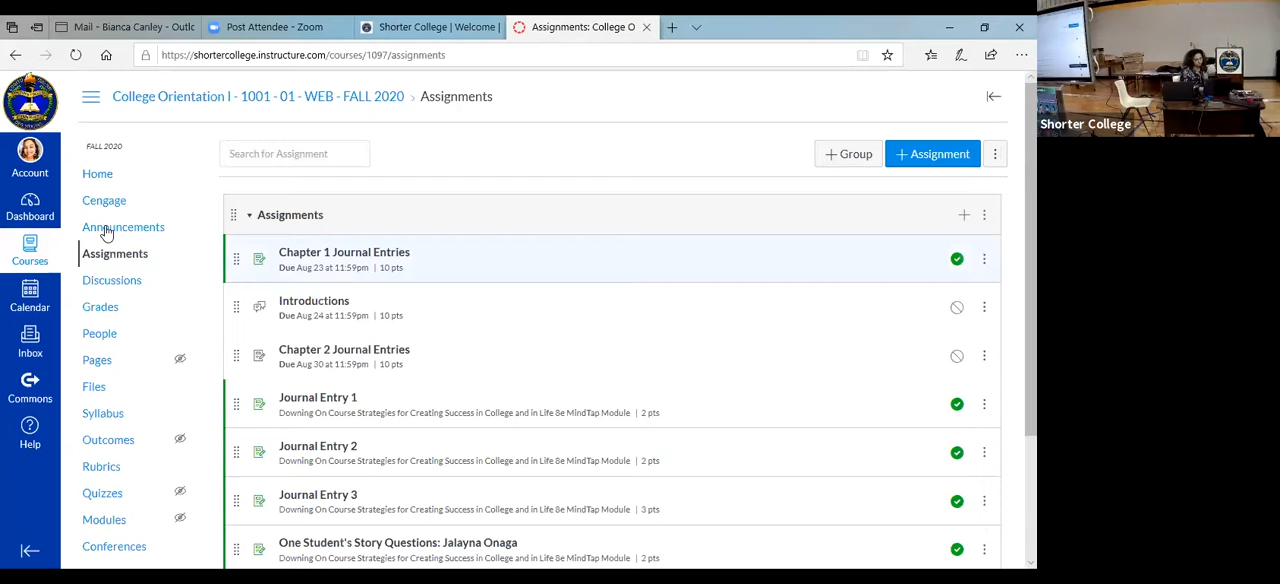 Mail - Bianca Canley - Outlo
Post Attendee - Zoom
Shorter College | Welcome |
Assignments: College O
https://shortercollege.instructure.com/courses/1097/assignments
Shorter College
College Orientation I - 1001 - 01 - WEB - FALL 2020 › Assignments
Account
Dashboard
Courses
Calendar
Inbox
Commons
Help
FALL 2020
Home
Cengage
Announcements
Assignments
Discussions
Grades
People
Pages
Files
Syllabus
Outcomes
Rubrics
Quizzes
Modules
Conferences
Search for Assignment
+ Group
+ Assignment
Assignments
Chapter 1 Journal Entries
Due Aug 23 at 11:59pm | 10 pts
Introductions
Due Aug 24 at 11:59pm | 10 pts
Chapter 2 Journal Entries
Due Aug 30 at 11:59pm | 10 pts
Journal Entry 1
Downing On Course Strategies for Creating Success in College and in Life 8e MindTap Module | 2 pts
Journal Entry 2
Downing On Course Strategies for Creating Success in College and in Life 8e MindTap Module | 2 pts
Journal Entry 3
Downing On Course Strategies for Creating Success in College and in Life 8e MindTap Module | 3 pts
One Student's Story Questions: Jalayna Onaga
Downing On Course Strategies for Creating Success in College and in Life 8e MindTap Module | 2 pts